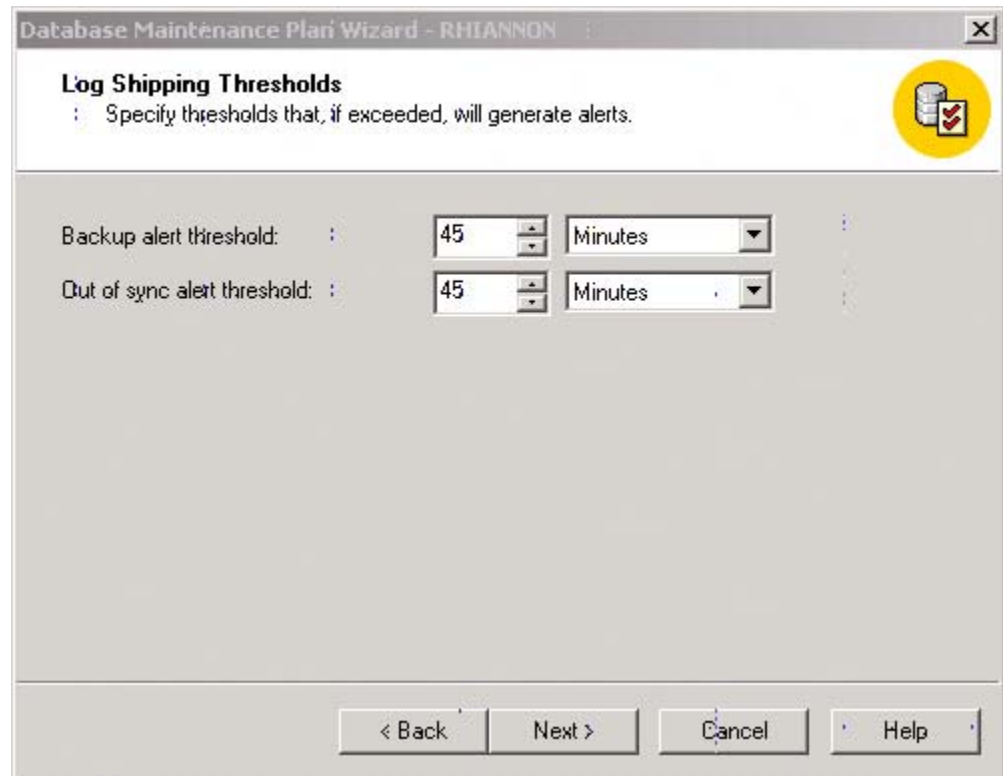 Database Maintenance Plan Wizard - RHIANNON
Log Shipping Thresholds
Specify thresholds that, if exceeded, will generate alerts.
Backup alert threshold: 45 Minutes
Out of sync alert threshold: 45 Minutes
< Back Next > Cancel Help